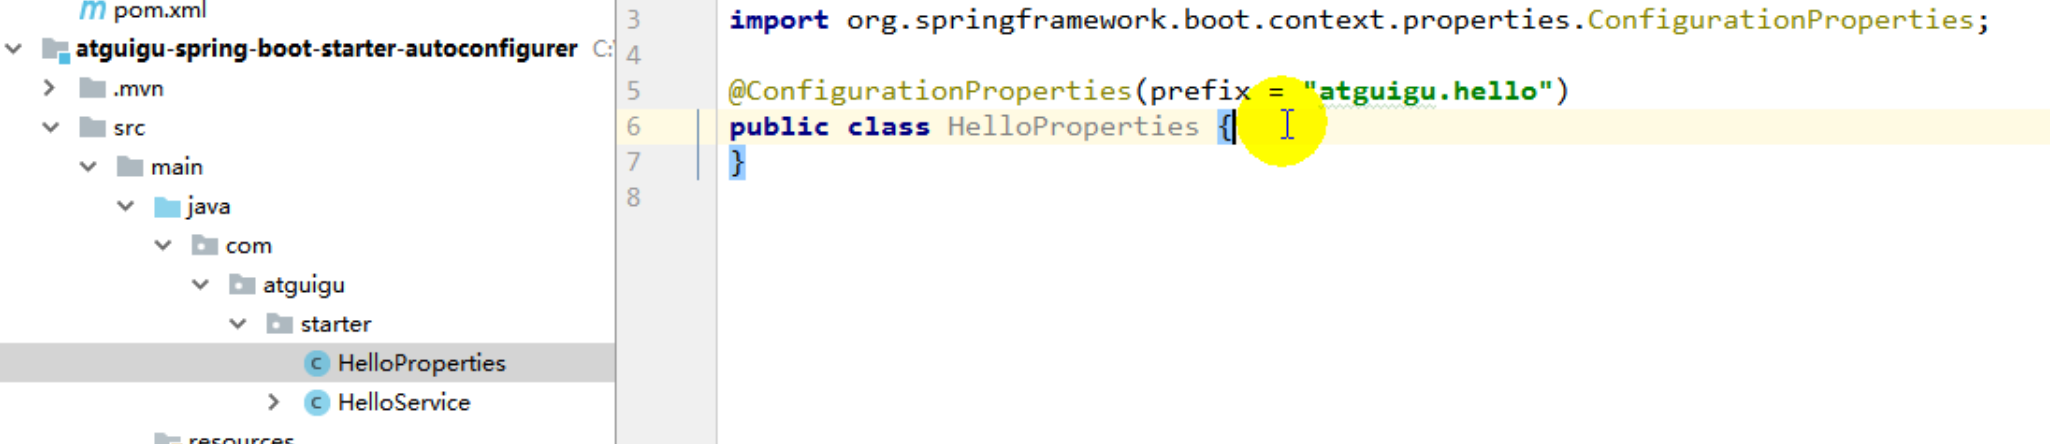 pom.xml
atguigu-spring-boot-starter-autoconfigurer C:\
.mvn
src
main
java
com
atguigu
starter
HelloProperties
HelloService
resources
3 import org.springframework.boot.context.properties.ConfigurationProperties;
4
5 @ConfigurationProperties(prefix = "atguigu.hello")
6 public class HelloProperties {
7 }
8